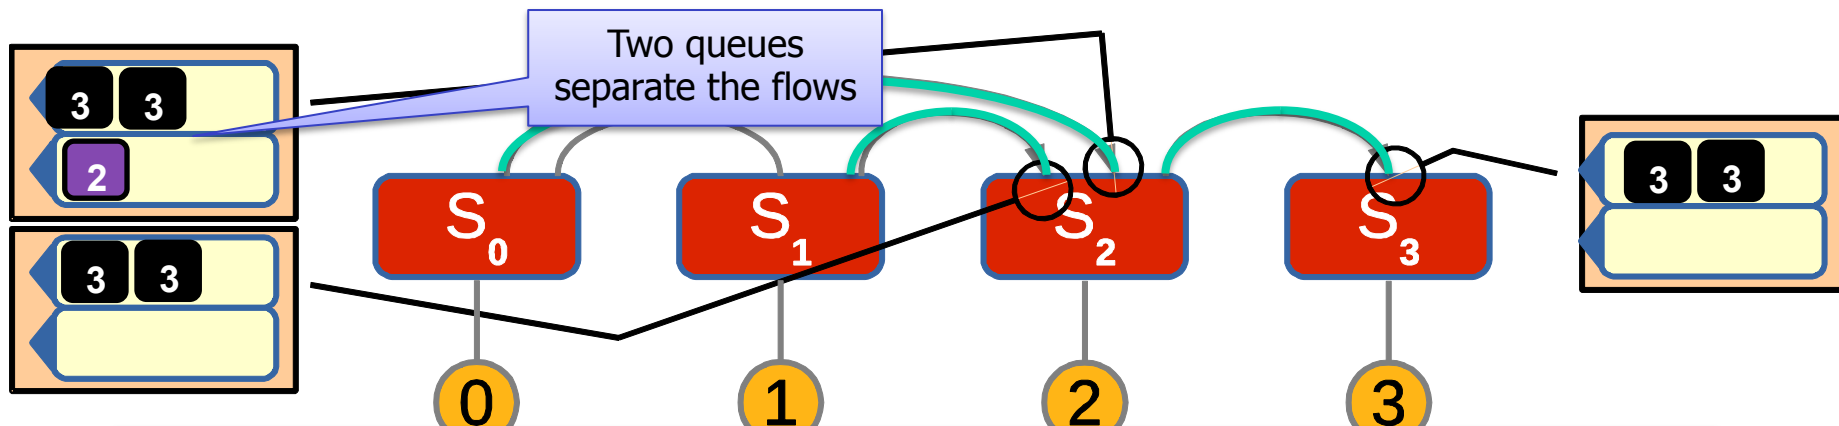 Two queues
separate the flows
3 3
2
3 3
S0
S1
S2
S3
3 3
0
1
2
3